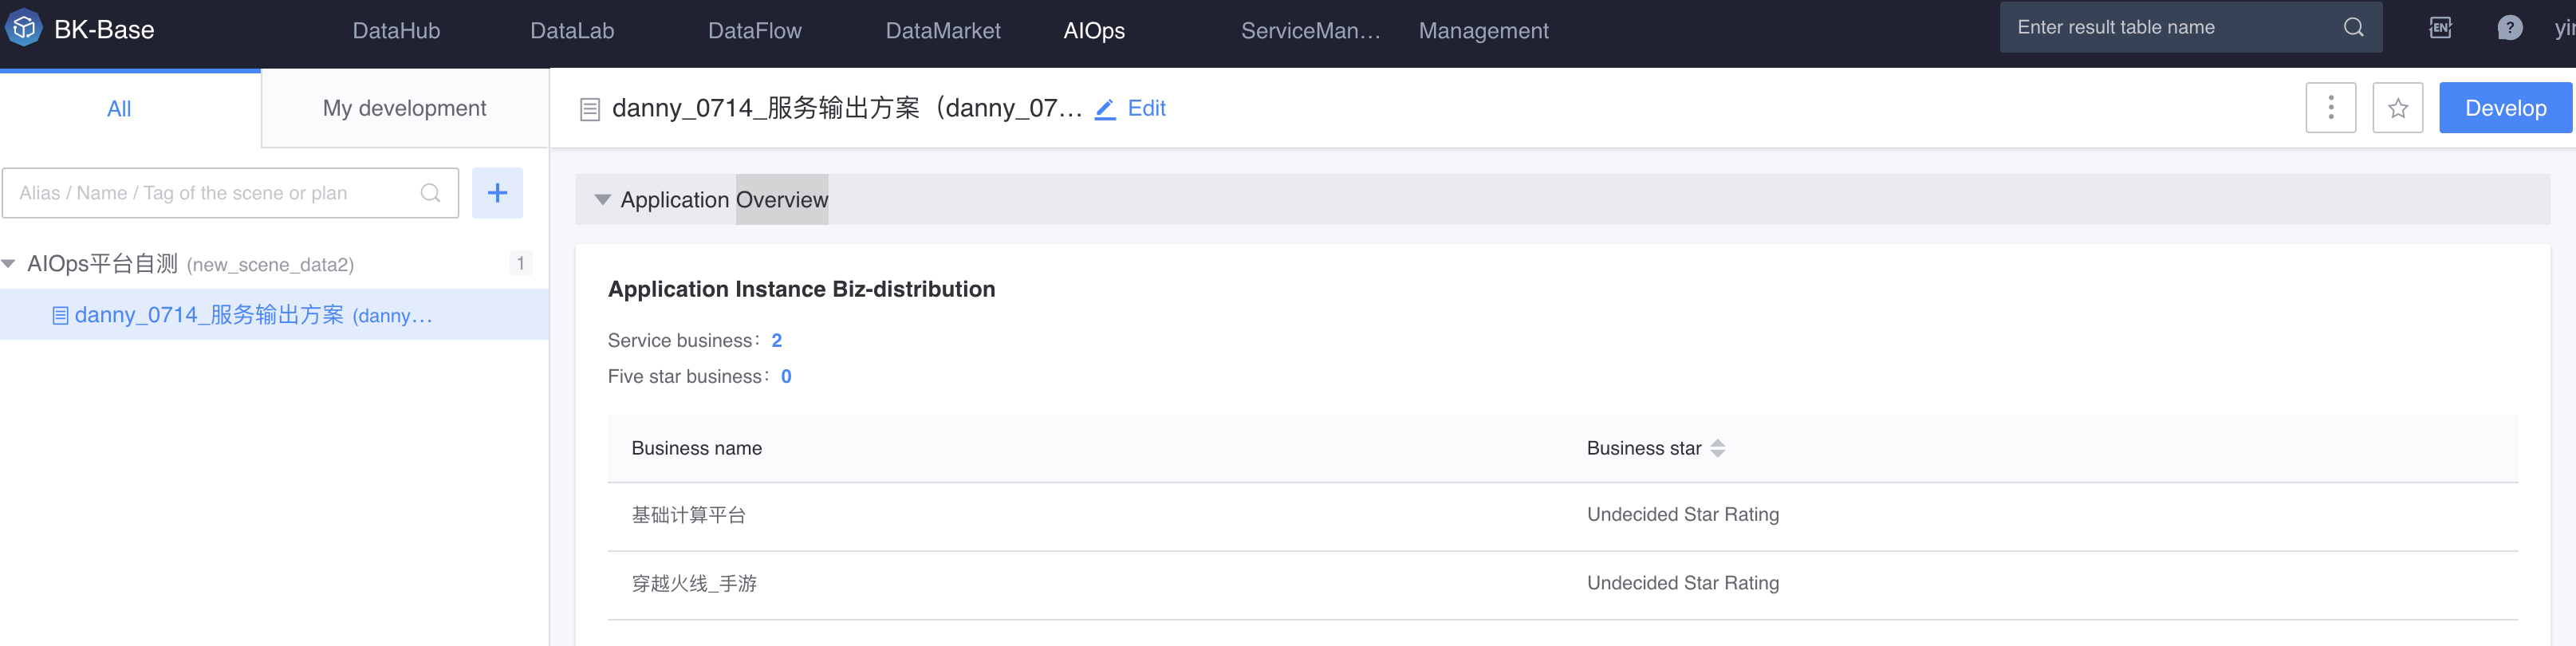 BK-Base DataHub DataLab DataFlow DataMarket AIOps ServiceMan... Management Enter result table name EN ? yin
All My development
danny_0714_服务输出方案（danny_07... Edit Develop
Alias / Name / Tag of the scene or plan +
Application Overview
AIOps平台自测 (new_scene_data2) 1
danny_0714_服务输出方案 (danny...
Application Instance Biz-distribution
Service business： 2
Five star business： 0
Business name Business star
基础计算平台 Undecided Star Rating
穿越火线_手游 Undecided Star Rating